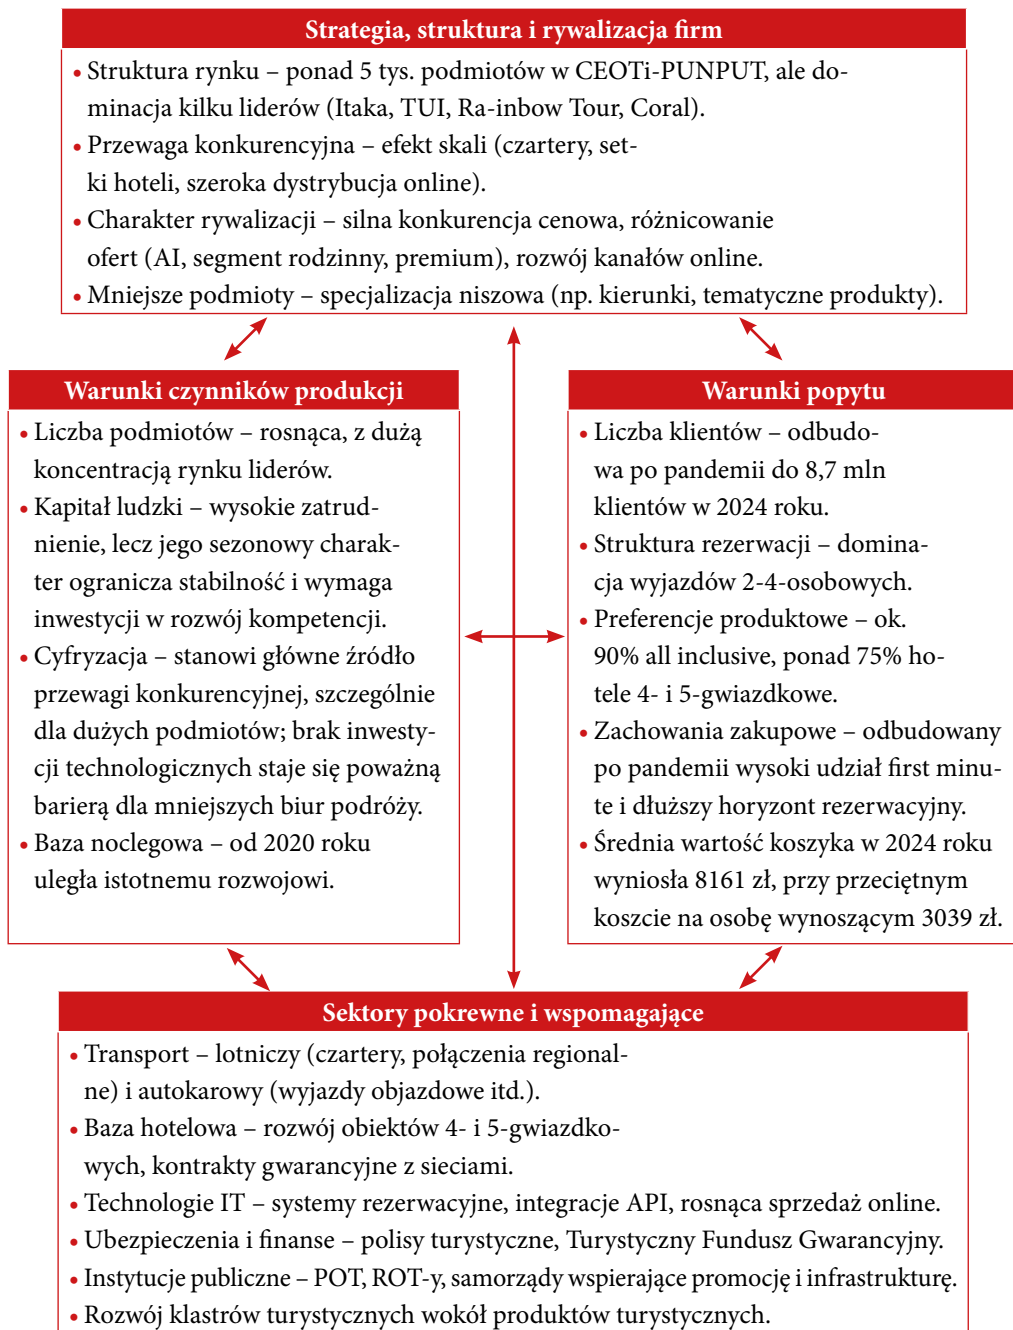 Strategia, struktura i rywalizacja firm
• Struktura rynku – ponad 5 tys. podmiotów w CEOTi-PUNPUT, ale do-
minacja kilku liderów (Itaka, TUI, Ra-inbow Tour, Coral).
• Przewaga konkurencyjna – efekt skali (czartery, set-
ki hoteli, szeroka dystrybucja online).
• Charakter rywalizacji – silna konkurencja cenowa, różnicowanie
ofert (AI, segment rodzinny, premium), rozwój kanałów online.
• Mniejsze podmioty – specjalizacja niszowa (np. kierunki, tematyczne produkty).
Warunki czynników produkcji
• Liczba podmiotów – rosnąca, z dużą
koncentracją rynku liderów.
• Kapitał ludzki – wysokie zatrud-
nienie, lecz jego sezonowy charak-
ter ogranicza stabilność i wymaga
inwestycji w rozwój kompetencji.
• Cyfryzacja – stanowi główne źródło
przewagi konkurencyjnej, szczególnie
dla dużych podmiotów; brak inwesty-
cji technologicznych staje się poważną
barierą dla mniejszych biur podróży.
• Baza noclegowa – od 2020 roku
uległa istotnemu rozwojowi.
Warunki popytu
• Liczba klientów – odbudo-
wa po pandemii do 8,7 mln
klientów w 2024 roku.
• Struktura rezerwacji – domina-
cja wyjazdów 2-4-osobowych.
• Preferencje produktowe – ok.
90% all inclusive, ponad 75% ho-
tele 4- i 5-gwiazdkowe.
• Zachowania zakupowe – odbudowany
po pandemii wysoki udział first minu-
te i dłuższy horyzont rezerwacyjny.
• Średnia wartość koszyka w 2024 roku
wyniosła 8161 zł, przy przeciętnym
koszcie na osobę wynoszącym 3039 zł.
Sektory pokrewne i wspomagające
• Transport – lotniczy (czartery, połączenia regional-
ne) i autokarowy (wyjazdy objazdowe itd.).
• Baza hotelowa – rozwój obiektów 4- i 5-gwiazdko-
wych, kontrakty gwarancyjne z sieciami.
• Technologie IT – systemy rezerwacyjne, integracje API, rosnąca sprzedaż online.
• Ubezpieczenia i finanse – polisy turystyczne, Turystyczny Fundusz Gwarancyjny.
• Instytucje publiczne – POT, ROT-y, samorządy wspierające promocję i infrastrukturę.
• Rozwój klastrów turystycznych wokół produktów turystycznych.